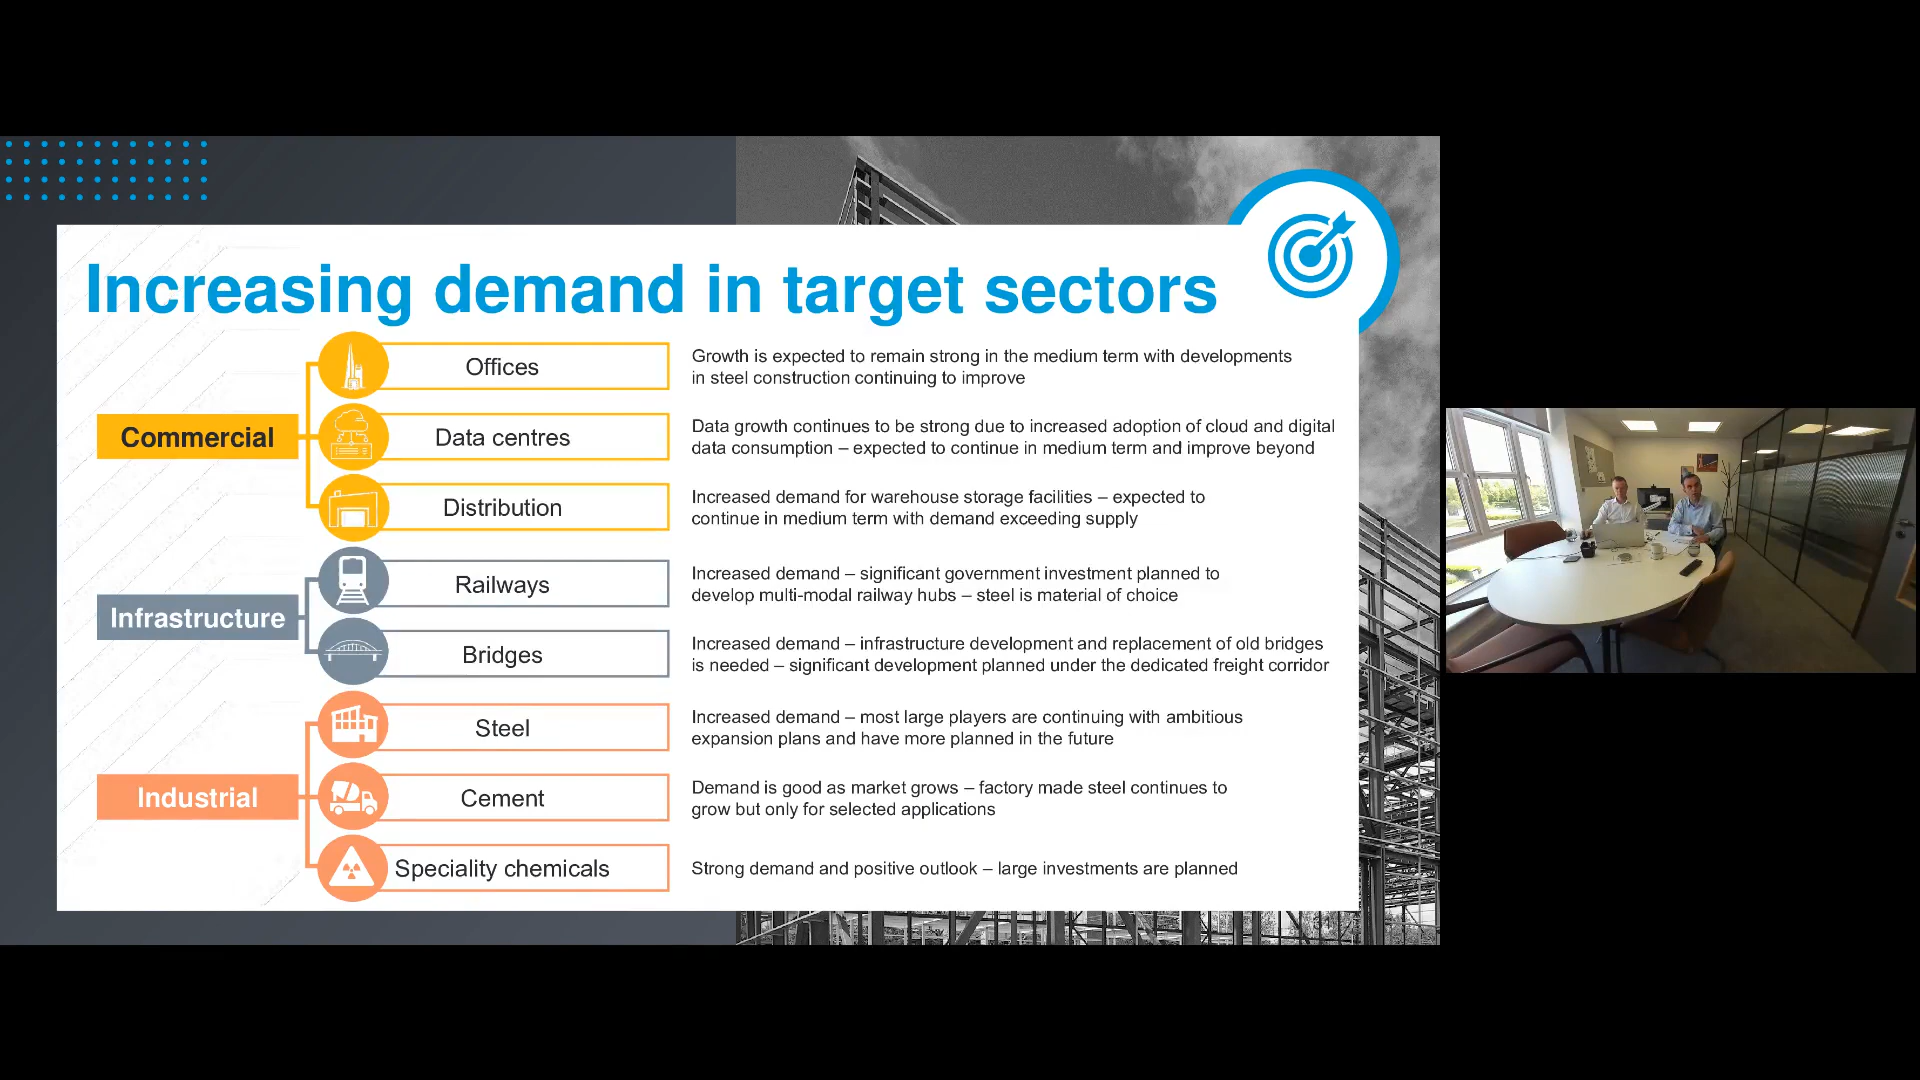 Increasing demand in target sectors
Commercial
Offices
Growth is expected to remain strong in the medium term with developments
in steel construction continuing to improve
Data centres
Data growth continues to be strong due to increased adoption of cloud and digital
data consumption – expected to continue in medium term and improve beyond
Distribution
Increased demand for warehouse storage facilities – expected to
continue in medium term with demand exceeding supply
Infrastructure
Railways
Increased demand – significant government investment planned to
develop multi-modal railway hubs – steel is material of choice
Bridges
Increased demand – infrastructure development and replacement of old bridges
is needed – significant development planned under the dedicated freight corridor
Industrial
Steel
Increased demand – most large players are continuing with ambitious
expansion plans and have more planned in the future
Cement
Demand is good as market grows – factory made steel continues to
grow but only for selected applications
Speciality chemicals
Strong demand and positive outlook – large investments are planned